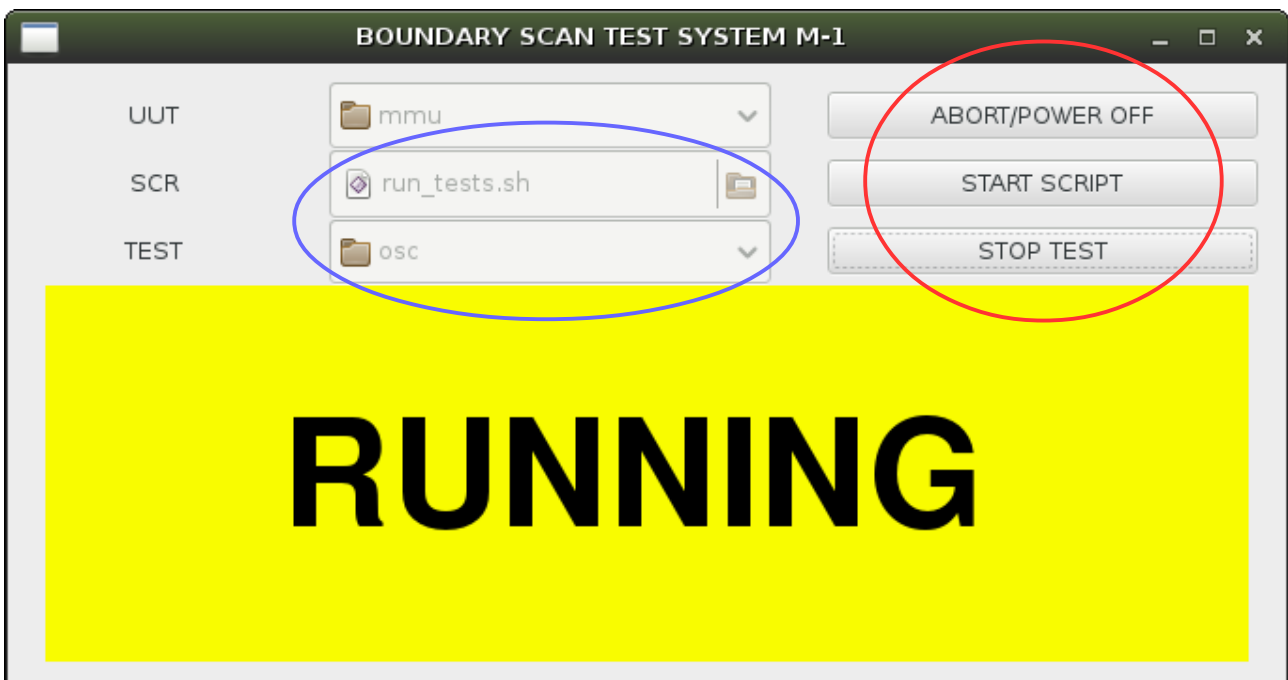 BOUNDARY SCAN TEST SYSTEM M-1
UUT mmu ABORT/POWER OFF
SCR run_tests.sh START SCRIPT
TEST osc STOP TEST
RUNNING